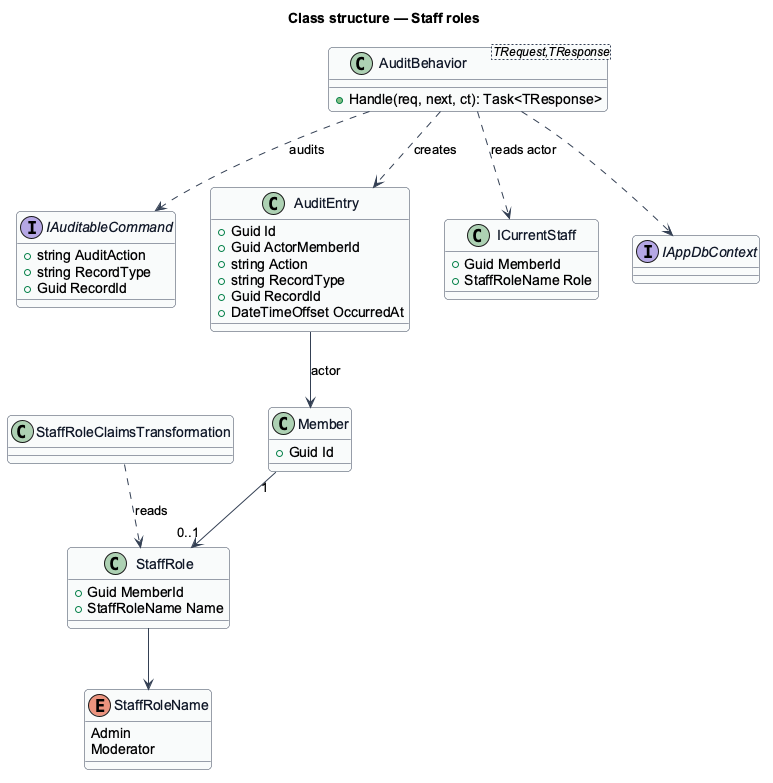 Class structure — Staff roles
C AuditBehavior
TRequest,TResponse
Handle(req, next, ct): Task<TResponse>
audits
creates
reads actor
I IAuditableCommand
string AuditAction
string RecordType
Guid RecordId
C AuditEntry
Guid Id
Guid ActorMemberId
string Action
string RecordType
Guid RecordId
DateTimeOffset OccurredAt
C ICurrentStaff
Guid MemberId
StaffRoleName Role
I IAppDbContext
actor
C StaffRoleClaimsTransformation
C Member
Guid Id
reads
1
0..1
C StaffRole
Guid MemberId
StaffRoleName Name
E StaffRoleName
Admin
Moderator